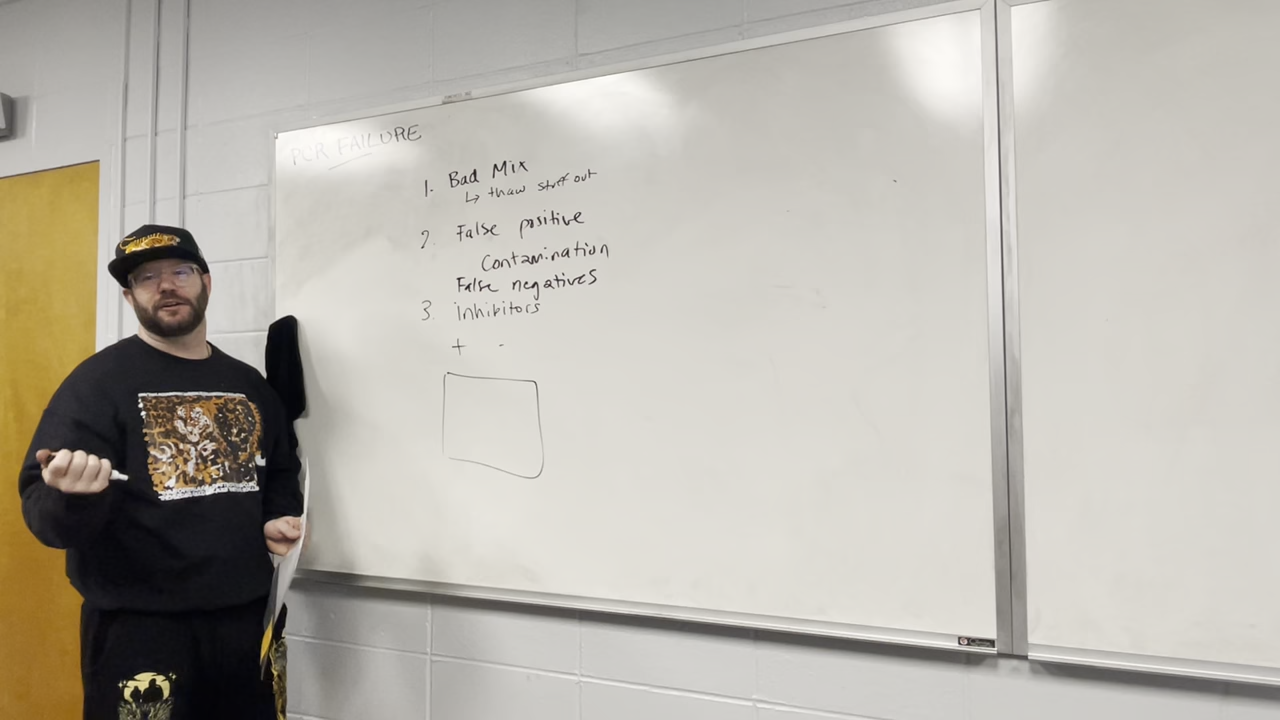 PCR FAILURE
1. Bad Mix
↳ thaw stuff out
2. False positive
Contamination
False negatives
3. inhibitors
+ -